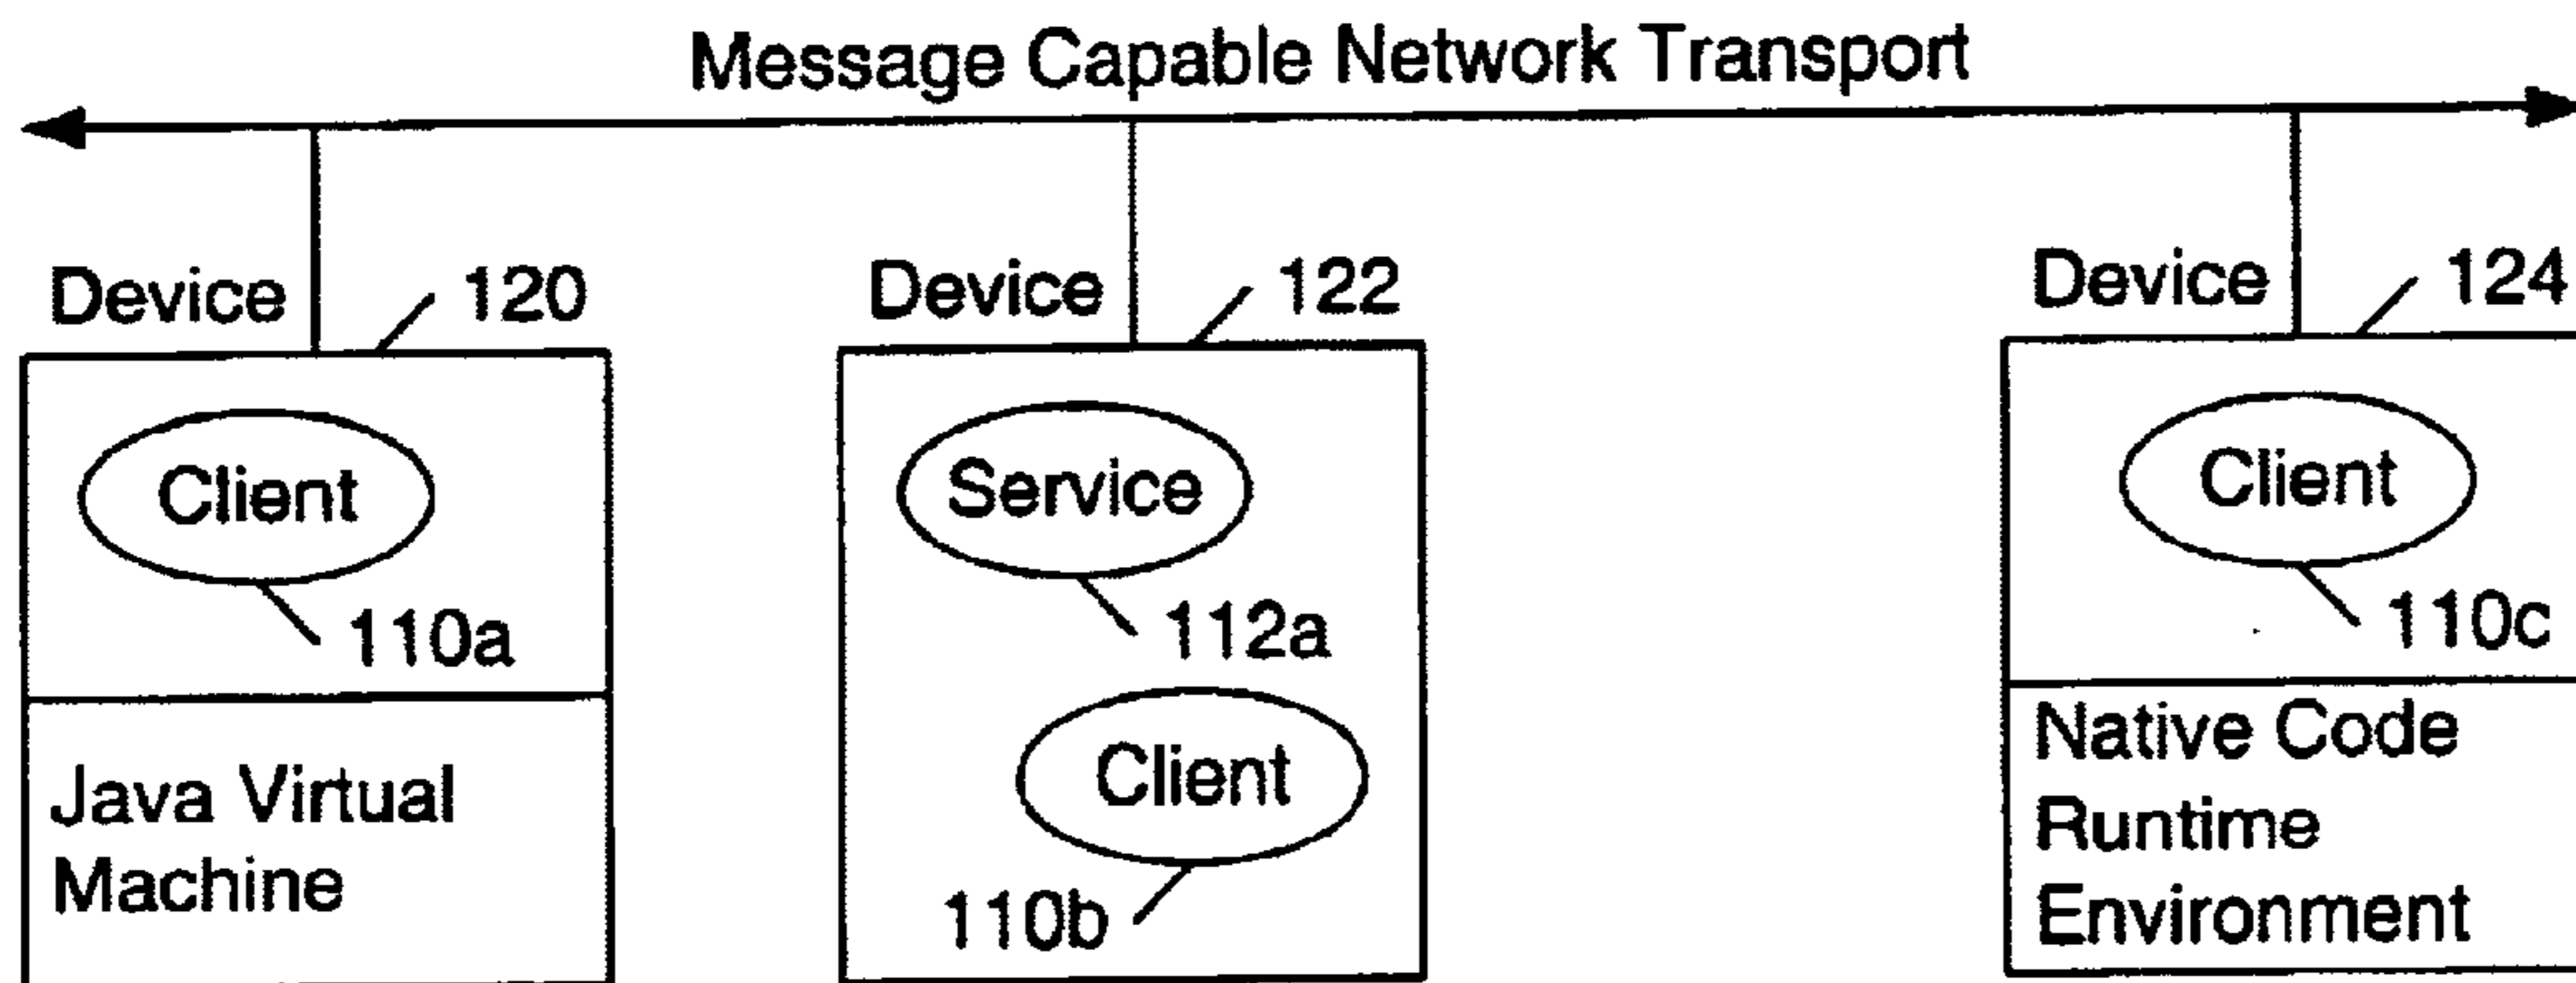 Message Capable Network Transport
Device 120
Device 122
Device 124
Client
110a
Java Virtual
Machine
Service
112a
Client
110b
Client
110c
Native Code
Runtime
Environment